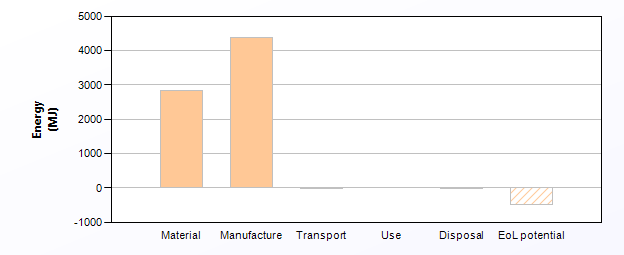 5000
4000
3000
2000
1000
0
-1000
Energy
(MJ)
Material Manufacture Transport Use Disposal EoL potential